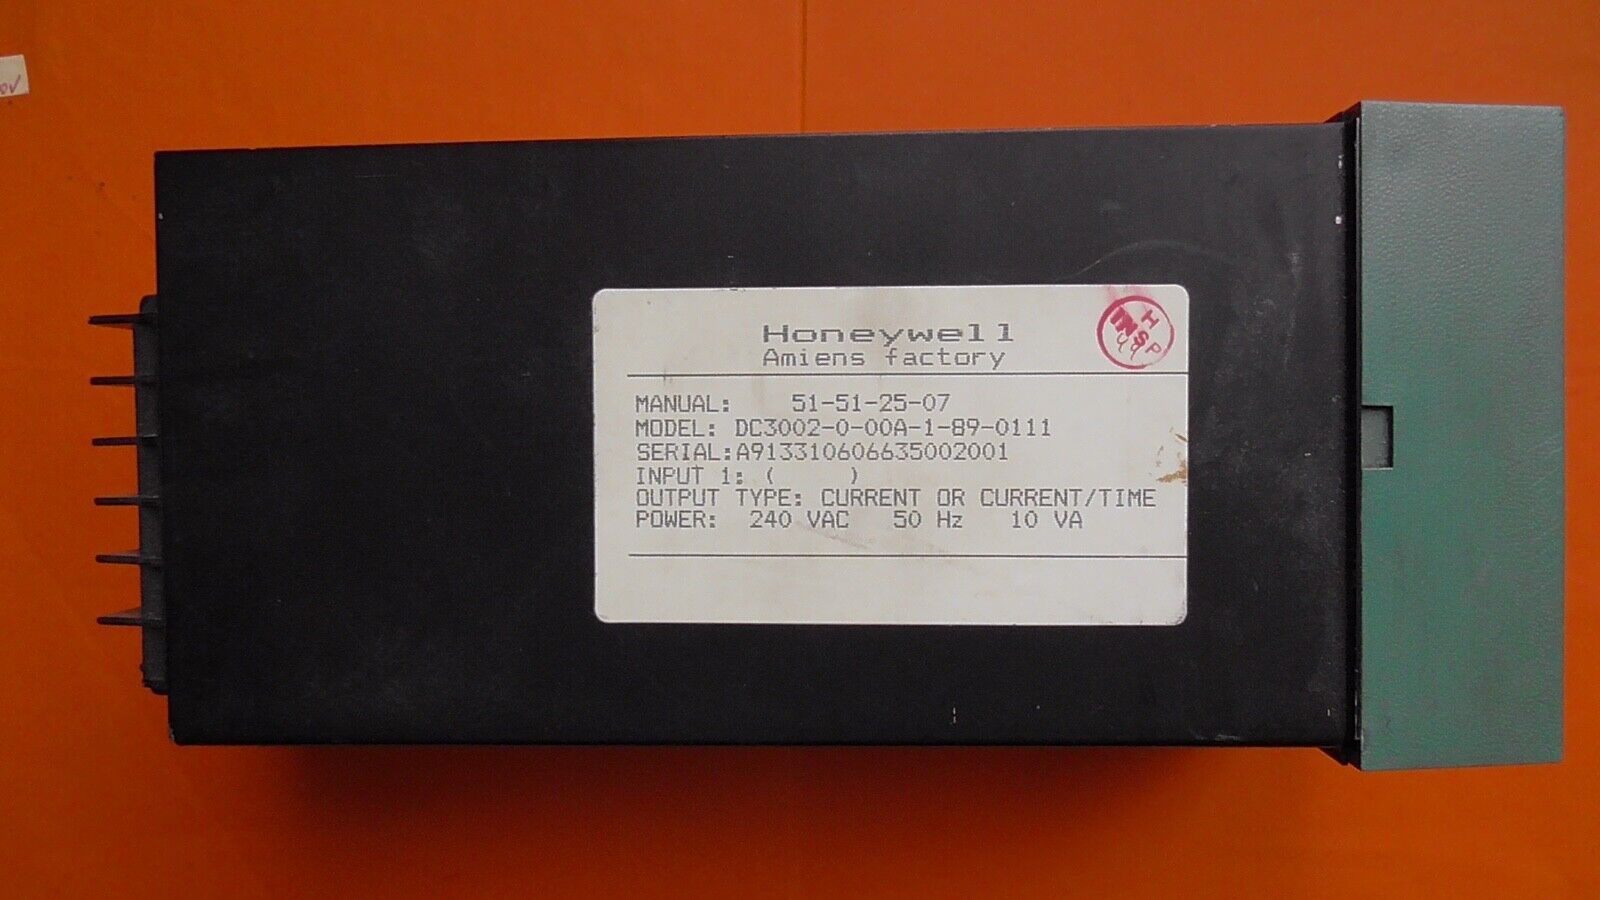 Honeywell
Amiens factory
H
INSP
MANUAL: 51-51-25-07
MODEL: DC3002-0-00A-1-89-0111
SERIAL:A913310606635002001
INPUT 1: ( )
OUTPUT TYPE: CURRENT OR CURRENT/TIME
POWER: 240 VAC 50 Hz 10 VA